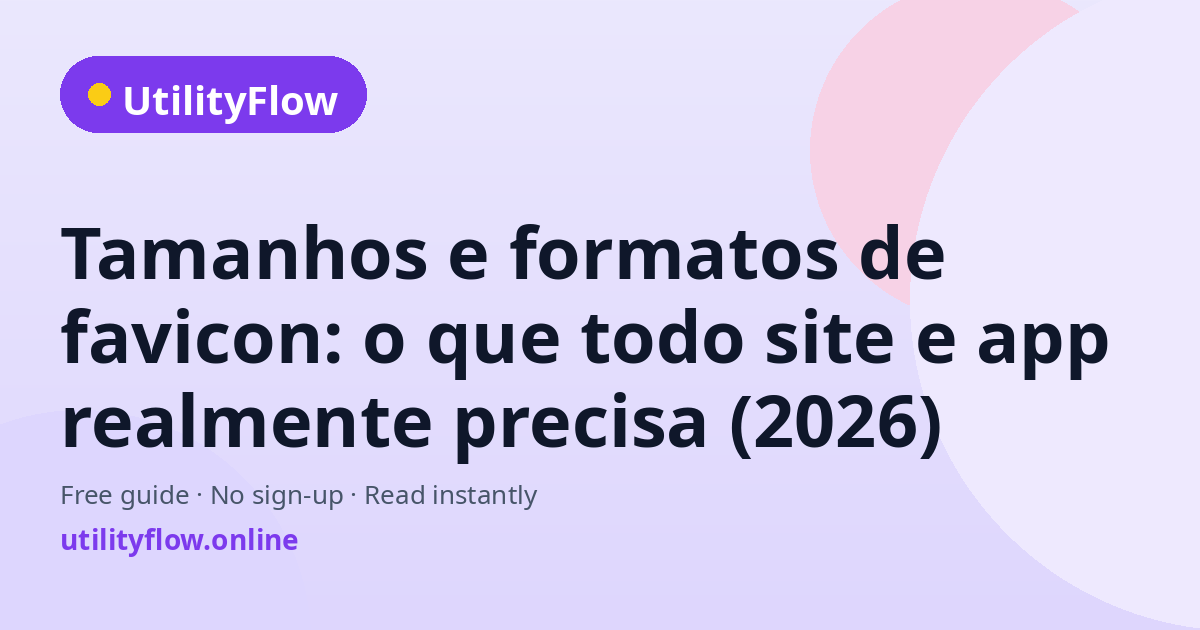 UtilityFlow
Tamanhos e formatos de
favicon: o que todo site e app
realmente precisa (2026)
Free guide · No sign-up · Read instantly
utilityflow.online